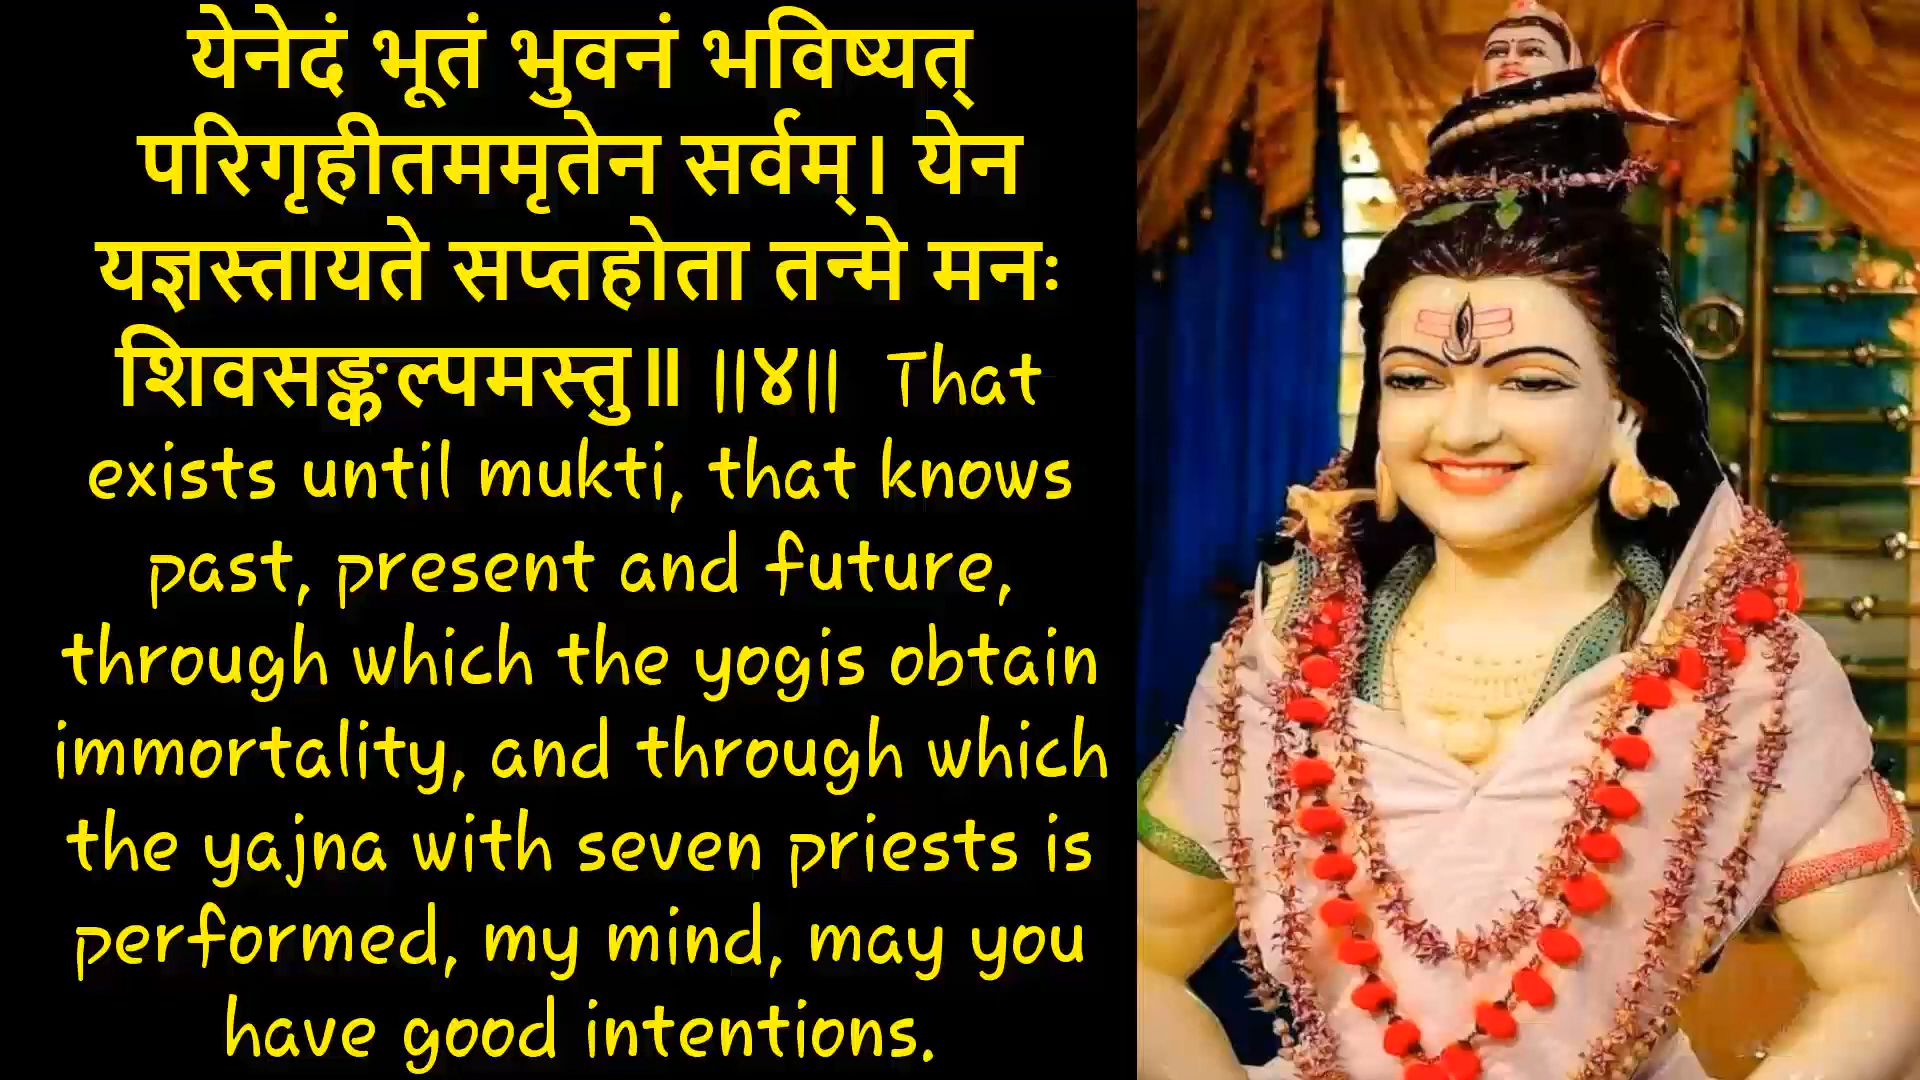 येनेदं भूतं भुवनं भविष्यत्
परिगृहीतममृतेन सर्वम्। येन
यज्ञस्तायते सप्तहोता तन्मे मनः
शिवसङ्कल्पमस्तु॥ ||४|| That
exists until mukti, that knows
past, present and future,
through which the yogis obtain
immortality, and through which
the yajna with seven priests is
performed, my mind, may you
have good intentions.